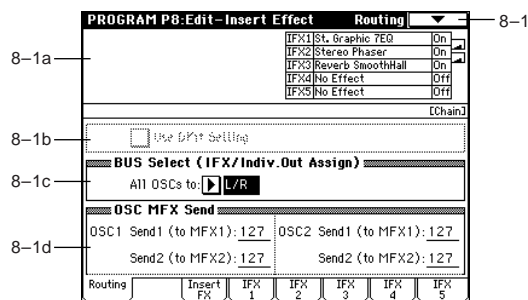 PROGRAM P8:Edit-Insert Effect Routing
8-1
8-1a
IFX1 St. Graphic 7EQ On
IFX2 Stereo Phaser On
IFX3 Reverb SmoothHall On
IFX4 No Effect Off
IFX5 No Effect Off
[Chain]
8-1b
Use DKit Setting
BUS Select (IFX/Indiv.Out Assign)
8-1c
All OSCs to: L/R
OSC MFX Send
8-1d
OSC1 Send1 (to MFX1): 127 OSC2 Send1 (to MFX1): 127
Send2 (to MFX2): 127 Send2 (to MFX2): 127
Routing Insert FX IFX 1 IFX 2 IFX 3 IFX 4 IFX 5